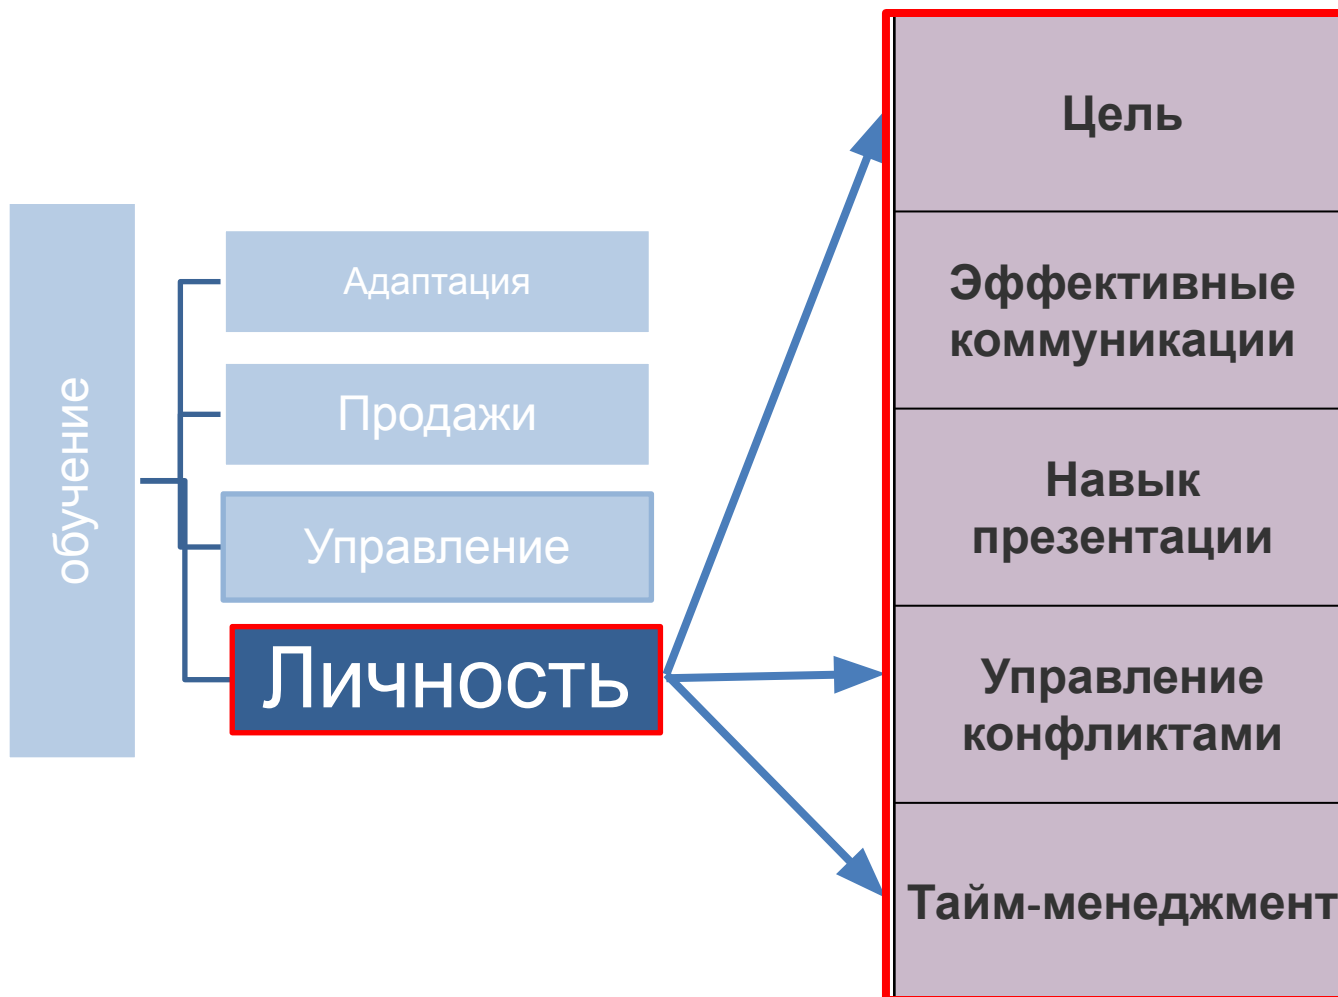 обучение
Адаптация
Продажи
Управление
Личность
Цель
Эффективные
коммуникации
Навык
презентации
Управление
конфликтами
Тайм-менеджмент